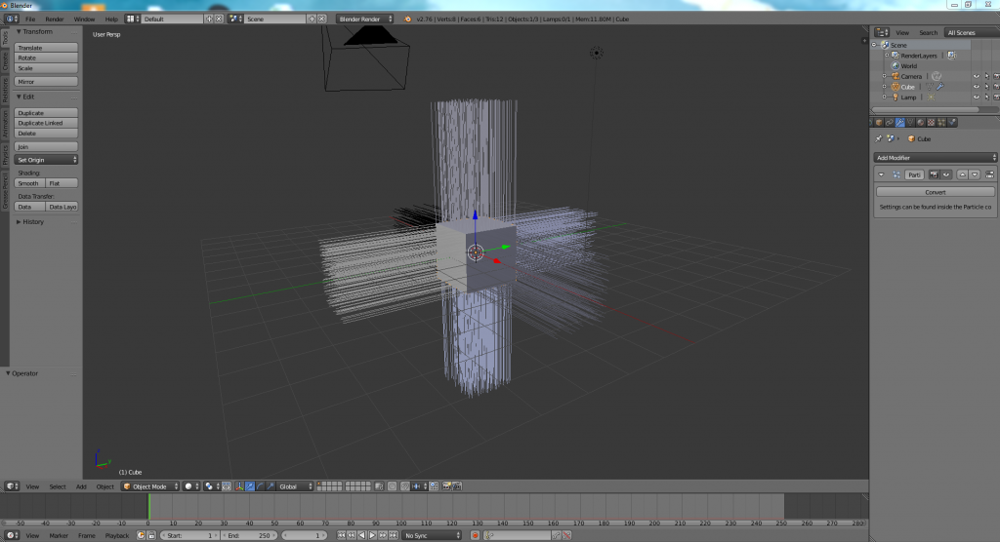 Blender
File Render Window Help Default Scene Blender Render v2.76 | Verts:8 | Faces:6 | Tris:12 | Objects:1/3 | Lamps:0/1 | Mem:11.80M | Cube
Tools
Create
Relations
Animation
Physics
Grease Pencil
Transform
Translate
Rotate
Scale
Mirror
Edit
Duplicate
Duplicate Linked
Delete
Join
Set Origin
Shading:
Smooth Flat
Data Transfer:
Data Data Layo
History
Operator
User Persp
(1) Cube
View Search All Scenes
Scene
RenderLayers
World
Camera
Cube
Lamp
Cube
Add Modifier
Parti
Convert
Settings can be found inside the Particle co
View Select Add Object Object Mode Global
-50 -40 -30 -20 -10 0 10 20 30 40 50 60 70 80 90 100 110 120 130 140 150 160 170 180 190 200 210 220 230 240 250 260 270 280
View Marker Frame Playback Start: 1 End: 250 1 No Sync